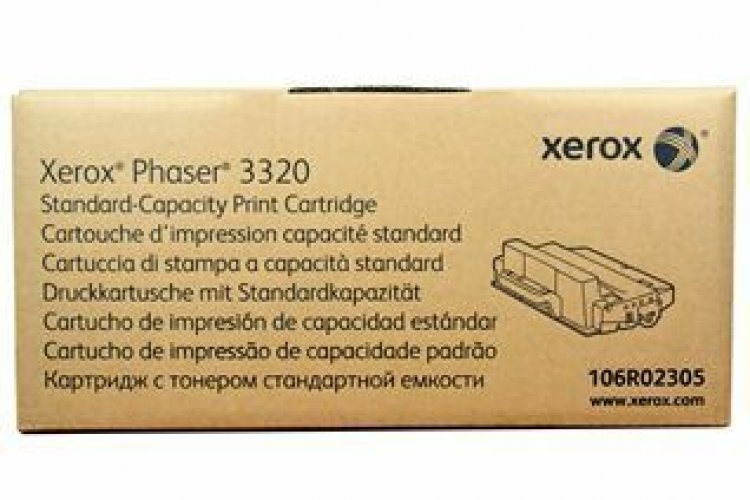 xerox
Xerox® Phaser® 3320
Standard-Capacity Print Cartridge
Cartouche d'impression capacité standard
Cartuccia di stampa a capacità standard
Druckkartusche mit Standardkapazität
Cartucho de impresión de capacidad estándar
Cartucho de impressão de capacidade padrão
Картридж с тонером стандартной емкости
106R02305
www.xerox.com